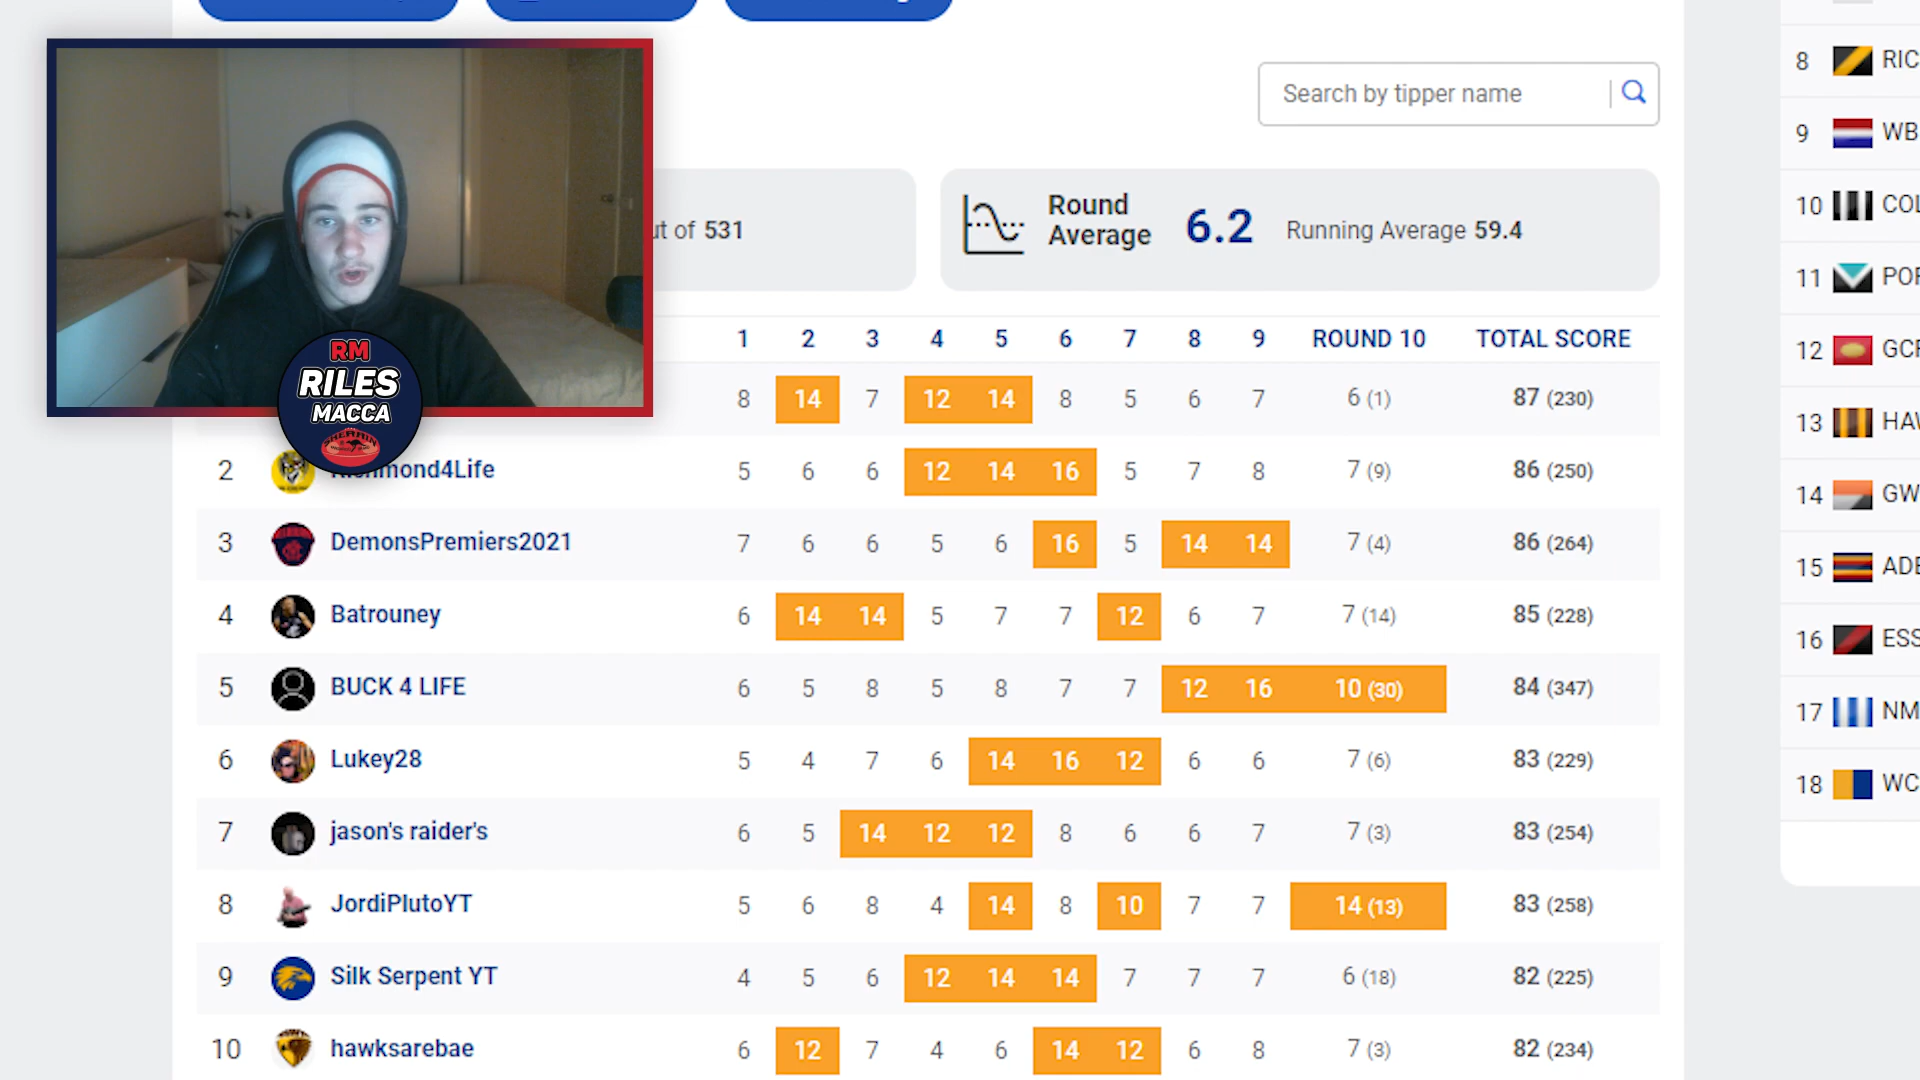 Search by tipper name
of 531
Round Average 6.2 Running Average 59.4
1 2 3 4 5 6 7 8 9 ROUND 10 TOTAL SCORE
8 14 7 12 14 8 5 6 7 6 (1) 87 (230)
2 5 6 6 12 14 16 5 7 8 7 (9) 86 (250)
3 DemonsPremiers2021 7 6 6 5 6 16 5 14 14 7 (4) 86 (264)
4 Batrouney 6 14 14 5 7 7 12 6 7 7 (14) 85 (228)
5 BUCK 4 LIFE 6 5 8 5 8 7 7 12 16 10 (30) 84 (347)
6 Lukey28 5 4 7 6 14 16 12 6 6 7 (6) 83 (229)
7 jason's raider's 6 5 14 12 12 8 6 6 7 7 (3) 83 (254)
8 JordiPlutoYT 5 6 8 4 14 8 10 7 7 14 (13) 83 (258)
9 Silk Serpent YT 4 5 6 12 14 14 7 7 7 6 (18) 82 (225)
10 hawksarebae 6 12 7 4 6 14 12 6 8 7 (3) 82 (234)
RM
RILES
MACCA
SHERRIN
8 RIC
9 WB
10 COL
11 POR
12 GCF
13 HAW
14 GW
15 ADE
16 ESS
17 NM
18 WC